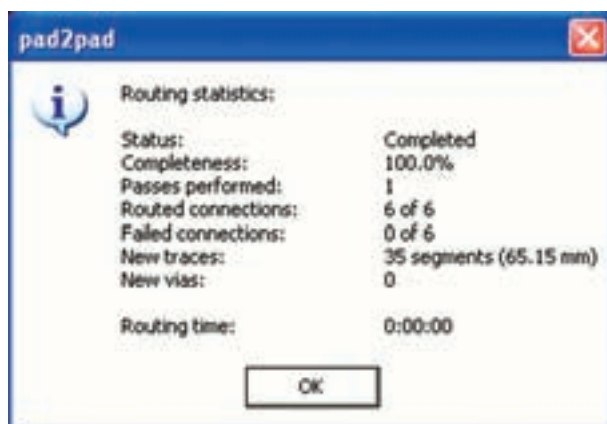 pad2pad
Routing statistics:
Status: Completed
Completeness: 100.0%
Passes performed: 1
Routed connections: 6 of 6
Failed connections: 0 of 6
New traces: 35 segments (65.15 mm)
New vias: 0
Routing time: 0:00:00
OK